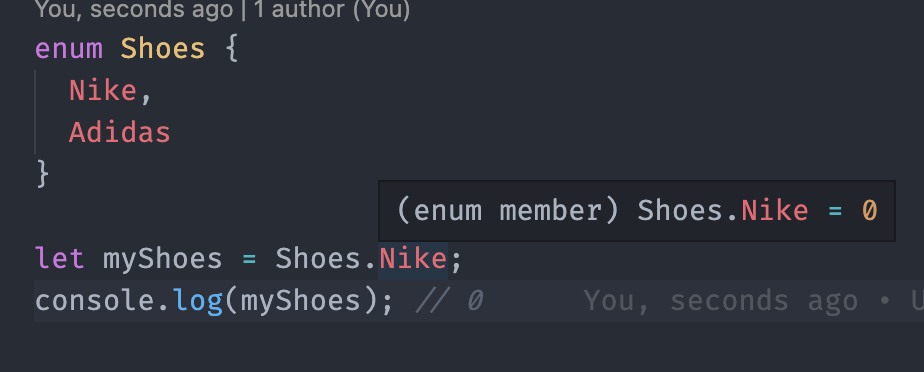 You, seconds ago | 1 author (You)
enum Shoes {
Nike,
Adidas
}
(enum member) Shoes.Nike = 0
let myShoes = Shoes.Nike;
console.log(myShoes); // 0 You, seconds ago •